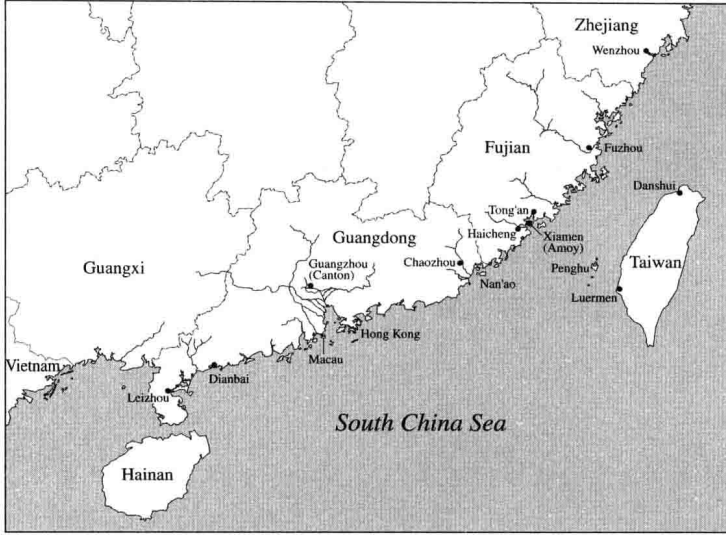 Zhejiang
Wenzhou
Fujian
Fuzhou
Danshui
Tong'an
Haicheng
Xiamen
(Amoy)
Guangdong
Chaozhou
Penghu
Taiwan
Guangxi
Guangzhou
(Canton)
Nan'ao
Luermen
Hong Kong
Macau
Vietnam
Dianbai
Leizhou
South China Sea
Hainan